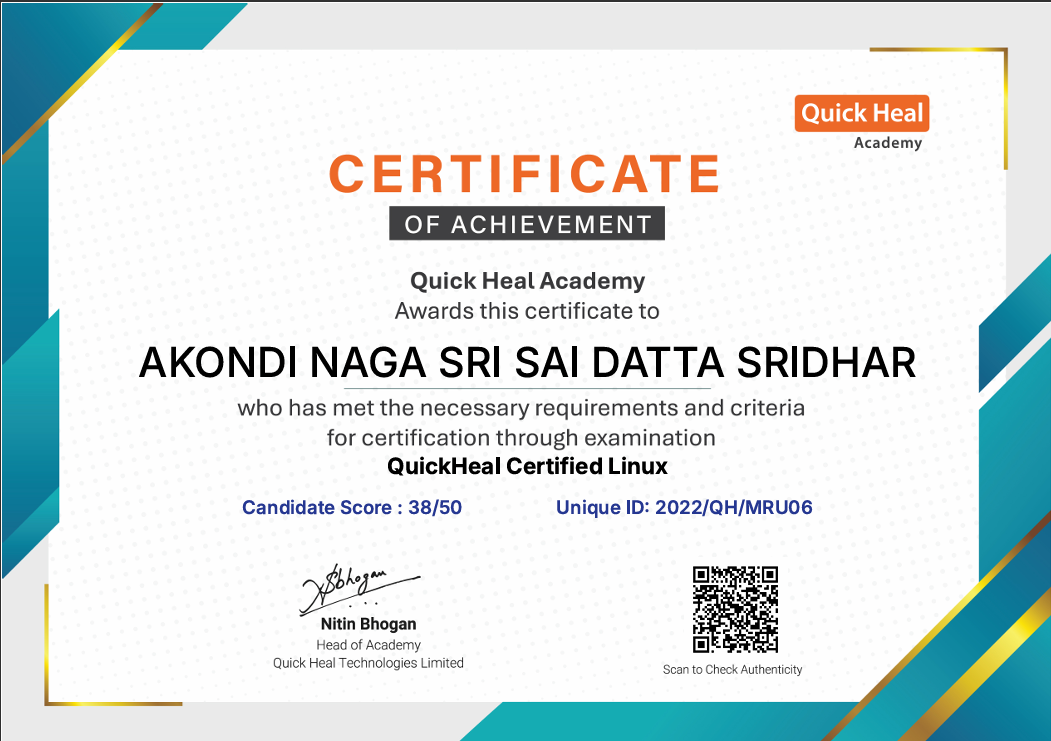 Quick Heal
Academy
CERTIFICATE
OF ACHIEVEMENT
Quick Heal Academy
Awards this certificate to
AKONDI NAGA SRI SAI DATTA SRIDHAR
who has met the necessary requirements and criteria
for certification through examination
QuickHeal Certified Linux
Candidate Score : 38/50 Unique ID: 2022/QH/MRU06
Nitin Bhogan
Head of Academy
Quick Heal Technologies Limited
Scan to Check Authenticity